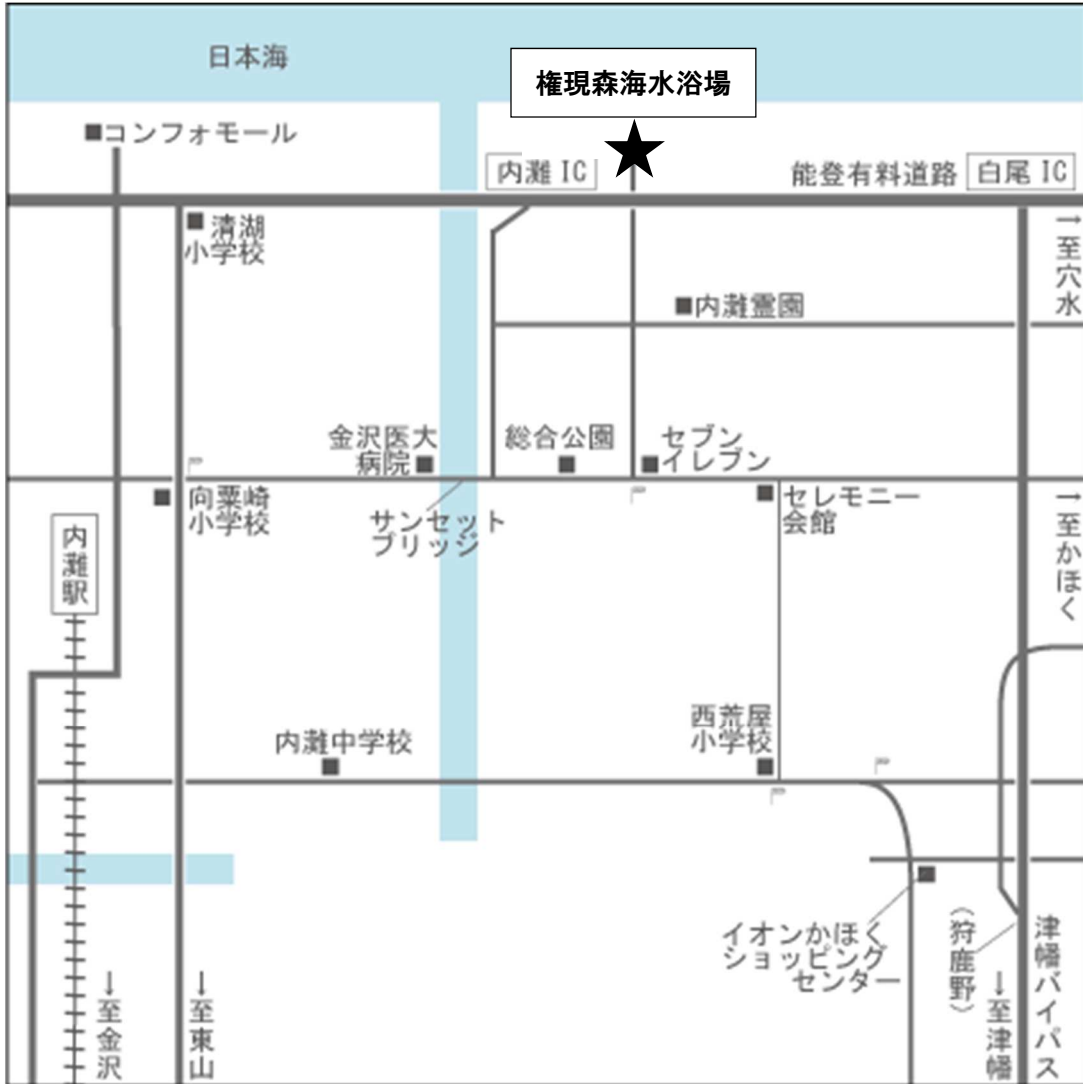 日本海
権現森海水浴場
■コンフォモール
内灘 IC
能登有料道路
白尾 IC
■清湖
小学校
→至穴水
■内灘霊園
金沢医大
病院■
総合公園
■
セブン
■イレブン
■向粟崎
小学校
サンセット
ブリッジ
■セレモニー
会館
→至かほく
内灘駅
内灘中学校
■
西荒屋
小学校
■
イオンかほく
ショッピング
センター
(狩鹿野)
津幡バイパス
→至金沢
→至東山
→至津幡